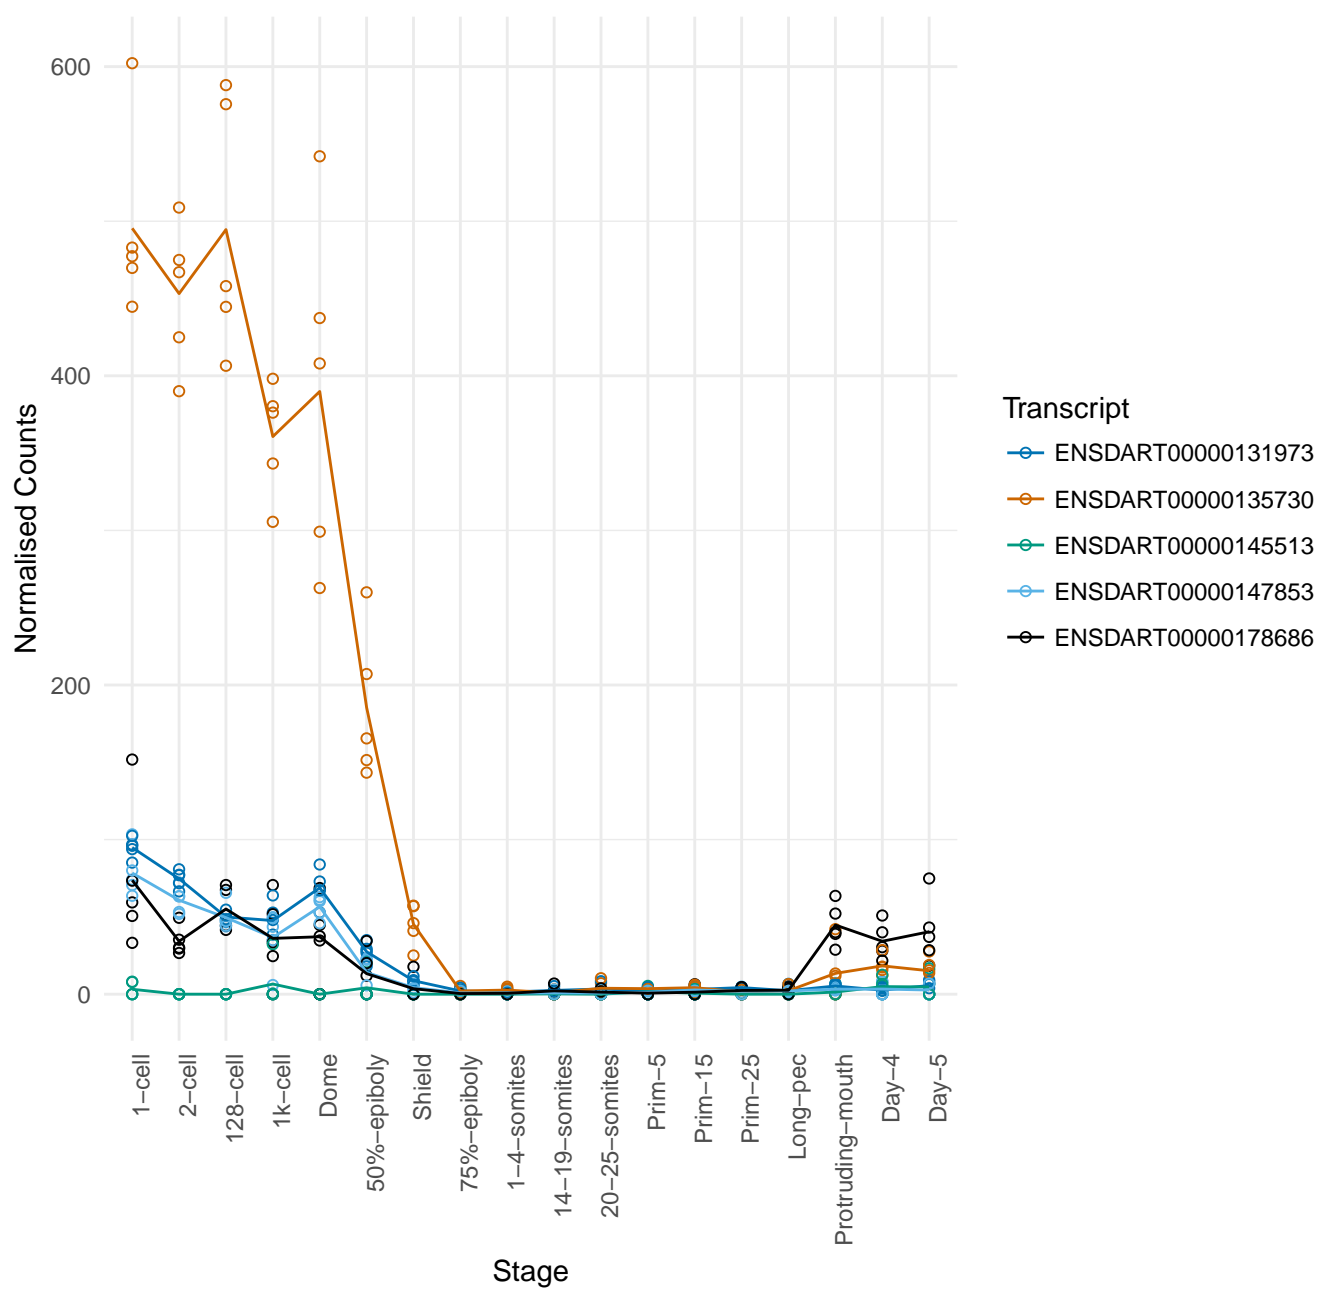 600
400
200
0
Normalised Counts
1−cell
2−cell
128−cell
1k−cell
Dome
50%−epiboly
Shield
75%−epiboly
1−4−somites
14−19−somites
20−25−somites
Prim−5
Prim−15
Prim−25
Long−pec
Protruding−mouth
Day−4
Day−5
Stage
Transcript
ENSDART00000131973
ENSDART00000135730
ENSDART00000145513
ENSDART00000147853
ENSDART00000178686